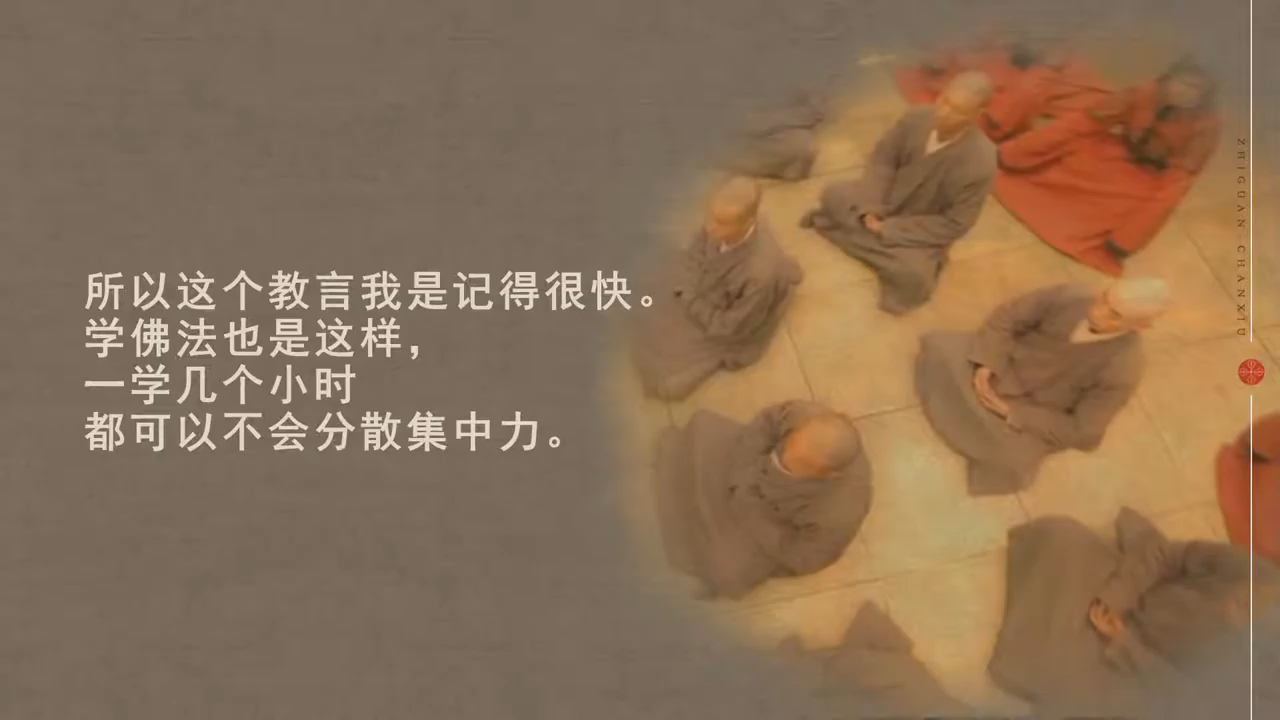 所以这个教言我是记得很快。
学佛法也是这样，
一学几个小时
都可以不会分散集中力。
ZHIGUAN CHANXIU